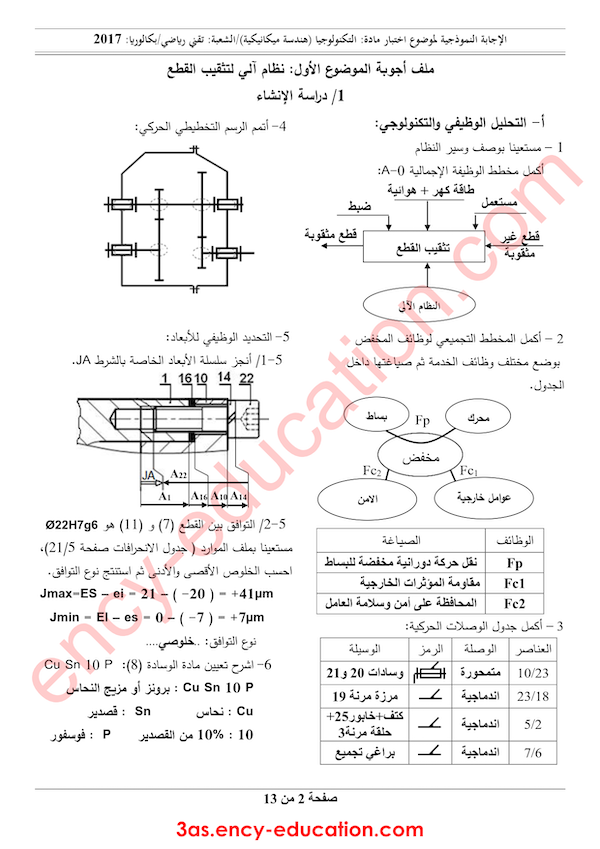 الإجابة النموذجية لموضوع اختبار مادة: التكنولوجيا (هندسة ميكانيكية)/الشعبة: تقني رياضي/بكالوريا: 2017
ملف أجوبة الموضوع الأول: نظام آلي لتثقيب القطع
1/ دراسة الإنشاء
أ- التحليل الوظيفي والتكنولوجي:
1 – مستعينا بوصف وسير النظام
أكمل مخطط الوظيفة الإجمالية A-0:
طاقة كهر + هوائية
مستعمل
ضبط
قطع غير مثقوبة
تثقيب القطع
قطع مثقوبة
النظام الآلي
2 – أكمل المخطط التجميعي لوظائف المخفض
بوضع مختلف وظائف الخدمة ثم صياغتها داخل
الجدول.
محرك
Fp
بساط
مخفض
Fc1
Fc2
عوامل خارجية
الامن
الوظائف الصياغة
Fp نقل حركة دورانية مخفضة للبساط
Fc1 مقاومة المؤثرات الخارجية
Fc2 المحافظة على أمن وسلامة العامل
3 – أكمل جدول الوصلات الحركية:
العناصر الوصلة الرمز الوسيلة
10/23 متمحورة وسادات 20 و21
23/18 اندماجية مرزة مرنة 19
5/2 اندماجية كتف+خابور25+
حلقة مرنة3
7/6 اندماجية براغي تجميع
4- أتمم الرسم التخطيطي الحركي:
5- التحديد الوظيفي للأبعاد:
5-1/ أنجز سلسلة الأبعاد الخاصة بالشرط JA.
1 16 10 14 22
JA A22
A1 A16 A10 A14
5-2/ التوافق بين القطع (7) و (11) هو Ø22H7g6
مستعينا بملف الموارد ( جدول الانحرافات صفحة 21/5)،
احسب الخلوص الأقصى والأدنى ثم استنتج نوع التوافق.
Jmax=ES – ei = 21 – ( –20 ) = +41µm
Jmin = EI – es = 0 – ( –7 ) = +7µm
نوع التوافق: ..خلوصي....
6- اشرح تعيين مادة الوسادة (8): Cu Sn 10 P
Cu Sn 10 P : برونز أو مزيج النحاس
Cu : نحاس Sn : قصدير
10 : 10% من القصدير P : فوسفور
صفحة 2 من 13
3as.ency-education.com
ency-education.com